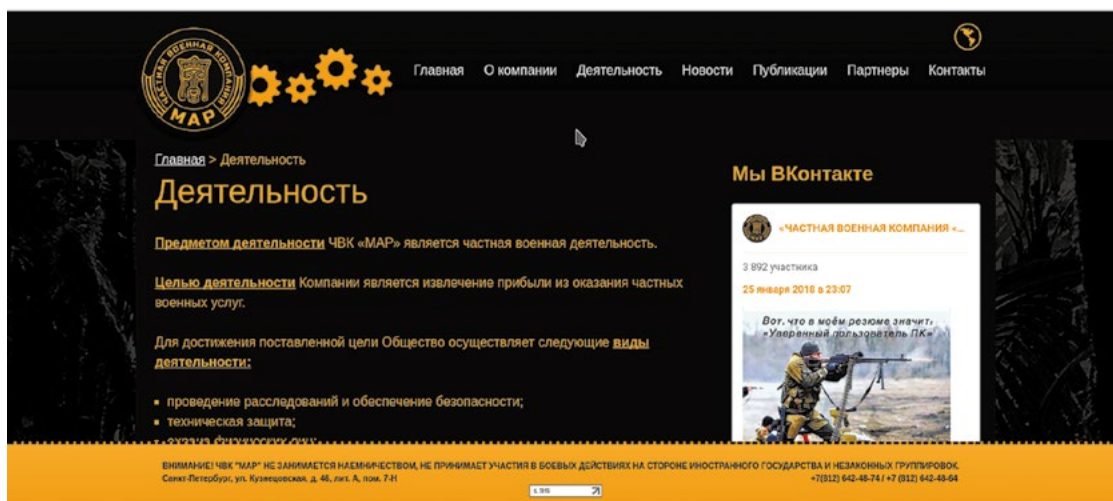 ЧАСТНАЯ ВОЕННАЯ КОМПАНИЯ
МАР
Главная О компании Деятельность Новости Публикации Партнеры Контакты
Главная > Деятельность
Деятельность
Предметом деятельности ЧВК «МАР» является частная военная деятельность.
Целью деятельности Компании является извлечение прибыли из оказания частных
военных услуг.
Для достижения поставленной цели Общество осуществляет следующие виды
деятельности:
проведение расследований и обеспечение безопасности;
техническая защита;
охрана физических лиц;
Мы ВКонтакте
«ЧАСТНАЯ ВОЕННАЯ КОМПАНИЯ «...
3 892 участника
25 января 2018 в 23:07
Вот, что в моём резюме значит
«Уверенный пользователь ПК»
ВНИМАНИЕ! ЧВК "МАР" НЕ ЗАНИМАЕТСЯ НАЕМНИЧЕСТВОМ, НЕ ПРИНИМАЕТ УЧАСТИЯ В БОЕВЫХ ДЕЙСТВИЯХ НА СТОРОНЕ ИНОСТРАННОГО ГОСУДАРСТВА И НЕЗАКОННЫХ ГРУППИРОВОК.
Санкт-Петербург, ул. Кузнецовская, д. 46, лит. А, пом. 7-Н +7(812) 642-48-74 / +7 (812) 642-48-64